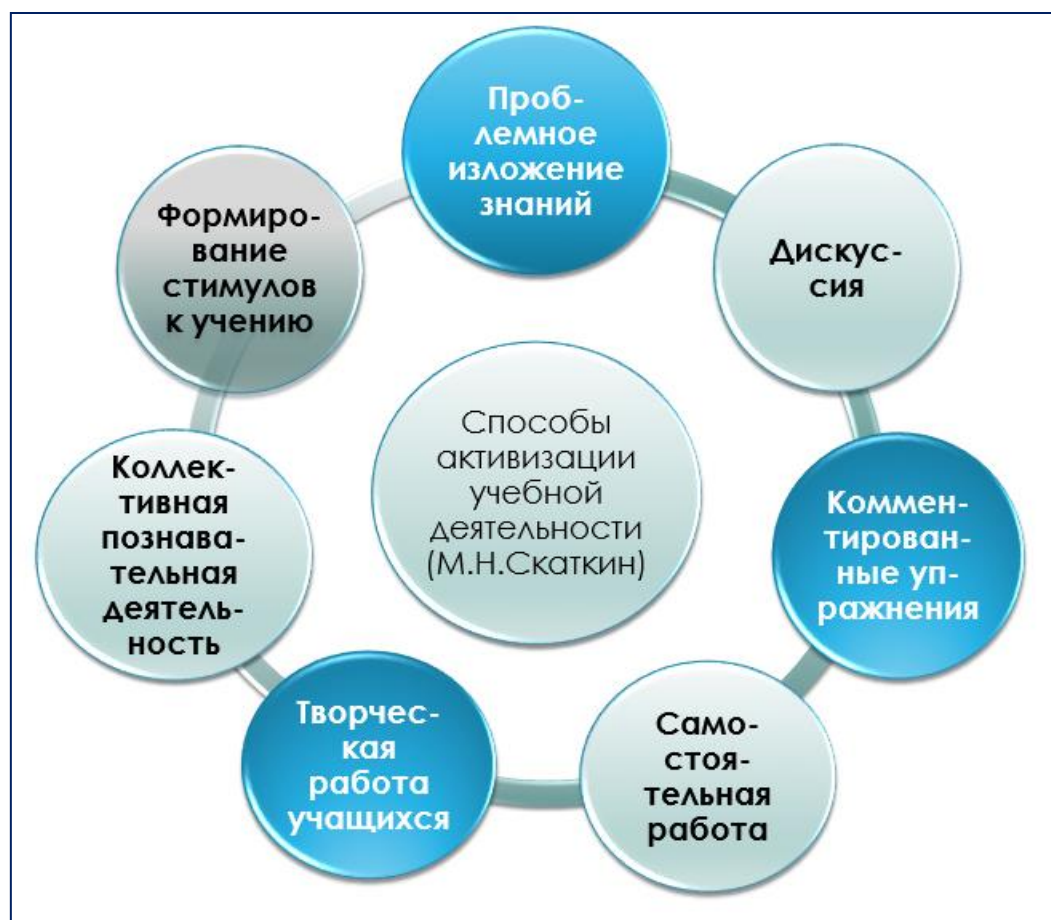 Проб-
лемное
изложение
знаний
Дискус-
сия
Коммен-
тирован-
ные уп-
ражнения
Само-
стоя-
тельная
работа
Творчес-
кая
работа
учащихся
Коллек-
тивная
познава-
тельная
деятель-
ность
Формиро-
вание
стимулов
к учению
Способы
активизации
учебной
деятельности
(М.Н.Скаткин)